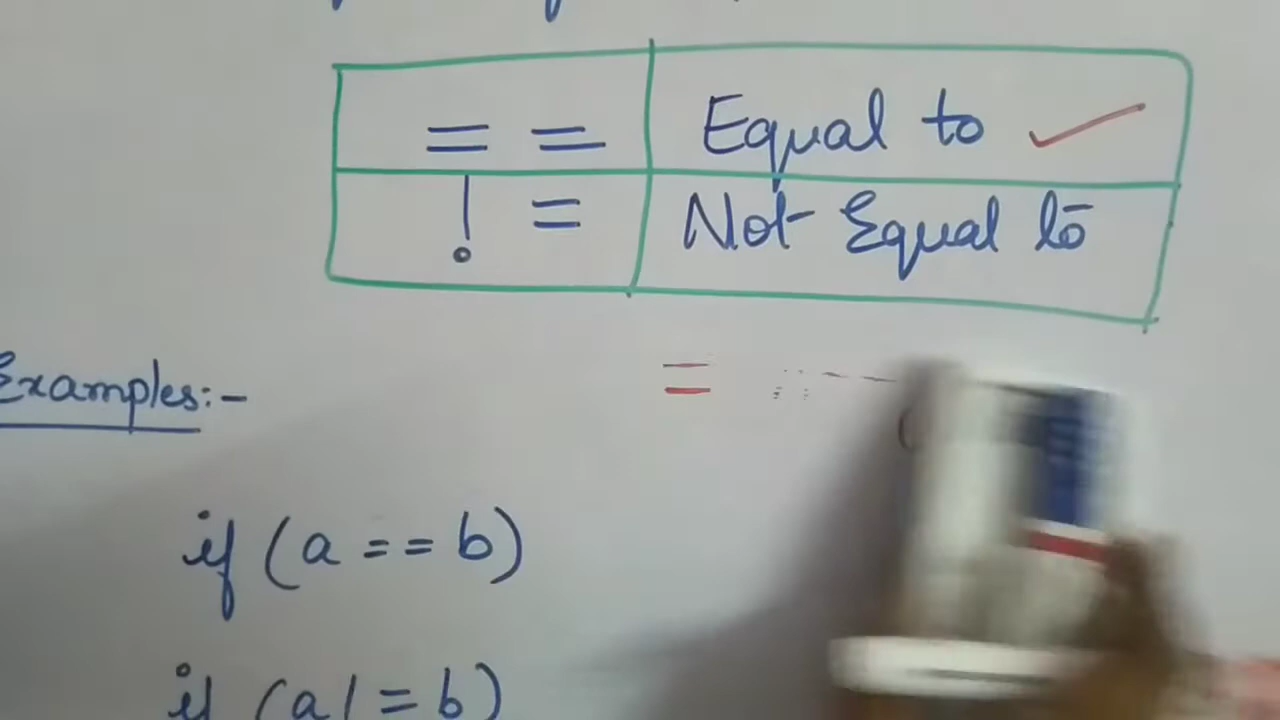 = = Equal to ✓
! = Not Equal to
=
Examples:-
if (a == b)
if (a != b)